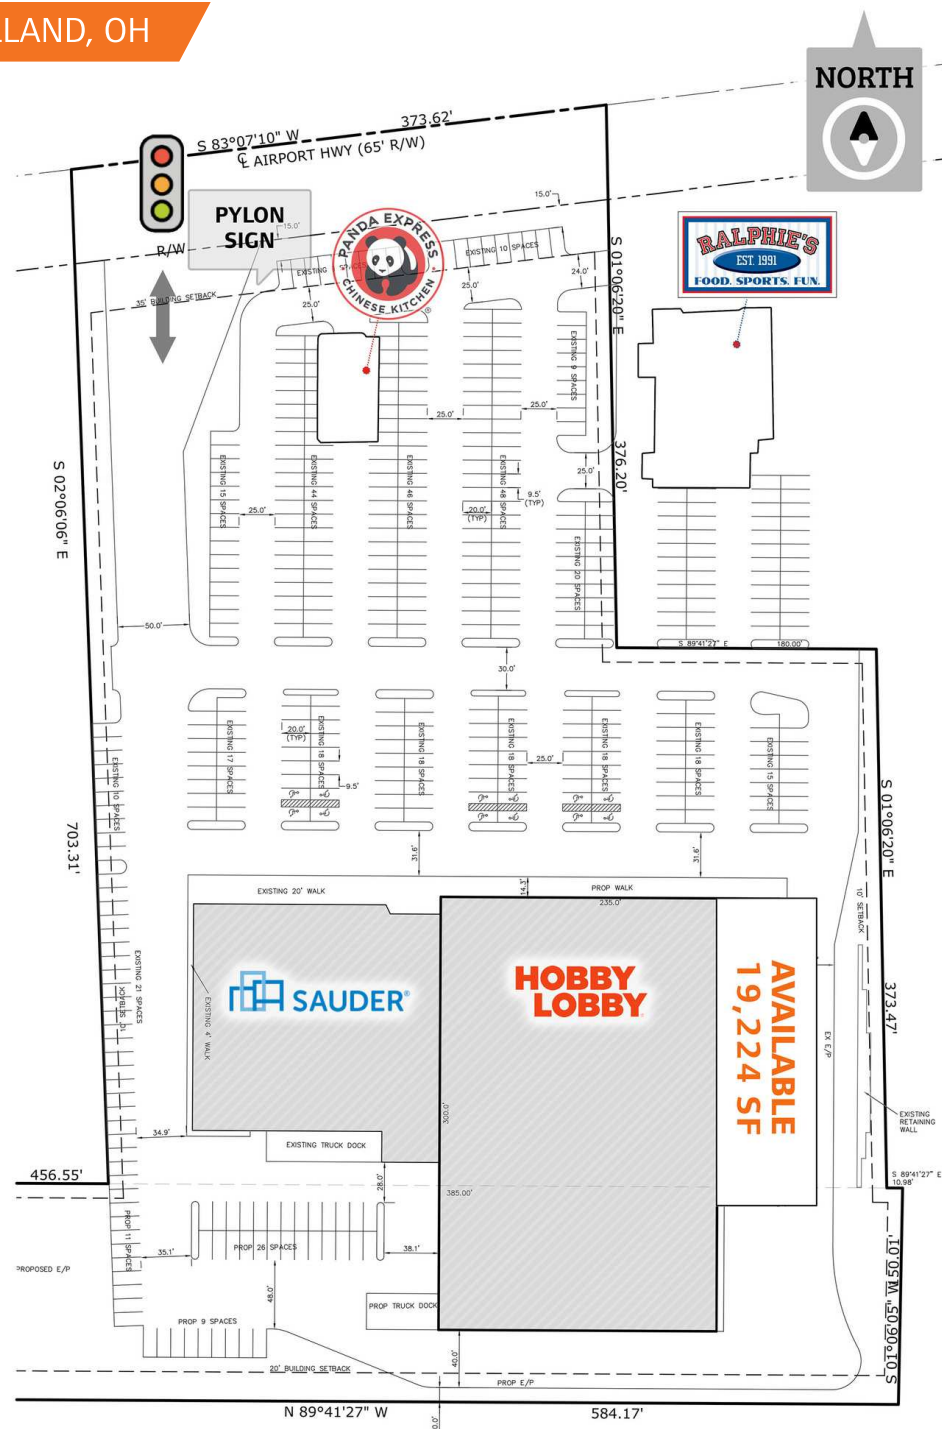 LLAND, OH
NORTH
373.62'
S 83°07'10" W
℄ AIRPORT HWY (65' R/W)
PYLON
SIGN
15.0'
15.0'
R/W
PANDA EXPRESS
CHINESE KITCHEN
®
EXISTING 10 SPACES
EXISTING
RALPHIE'S
EST. 1991
FOOD. SPORTS. FUN.
24.0'
35' BUILDING SETBACK
25.0'
25.0'
S 01°06'20" E
376.20'
EXISTING 9 SPACES
25.0'
25.0'
25.0'
S 02°06'06" E
703.31'
EXISTING 15 SPACES
EXISTING 44 SPACES
EXISTING 46 SPACES
EXISTING 48 SPACES
9.5'
(TYP)
20.0'
(TYP)
25.0'
EXISTING 20 SPACES
50.0'
30.0'
S 89°41'27" E
180.00'
EXISTING 17 SPACES
20.0'
(TYP)
EXISTING 18 SPACES
9.5'
EXISTING 18 SPACES
EXISTING 18 SPACES
25.0'
EXISTING 18 SPACES
EXISTING 18 SPACES
EXISTING 15 SPACES
EXISTING 10 SPACES
S 01°06'20" E
373.47'
31.6'
31.6'
EXISTING 20' WALK
14.3'
PROP WALK
235.0'
10' SETBACK
EXISTING 21 SPACES
10' SETBACK
EXISTING 4' WALK
SAUDER®
HOBBY
LOBBY
AVAILABLE
19,224 SF
EX E/P
EXISTING
RETAINING
WALL
300.0'
34.9'
EXISTING TRUCK DOCK
28.0'
385.00'
456.55'
S 89°41'27" E
10.98'
PROP 11 SPACES
PROP 26 SPACES
35.1'
38.1'
PROPOSED E/P
48.0'
PROP TRUCK DOCK
PROP 9 SPACES
40.0'
S 01°06'05" W
150.01'
20' BUILDING SETBACK
PROP E/P
N 89°41'27" W
584.17'